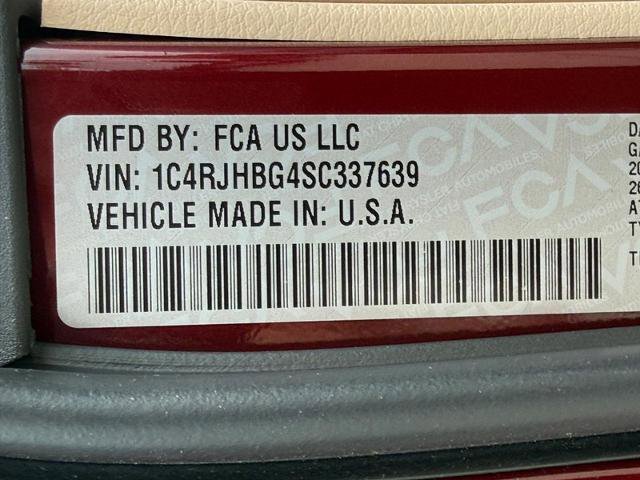 MFD BY: FCA US LLC
VIN: 1C4RJHBG4SC337639
VEHICLE MADE IN: U.S.A.